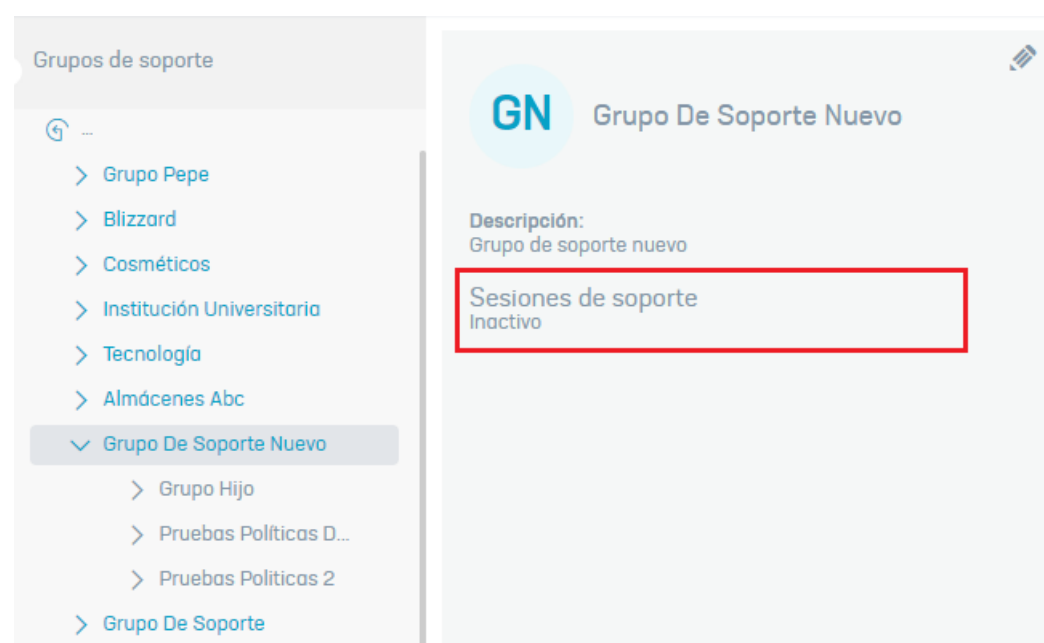 Grupos de soporte
...
Grupo Pepe
Blizzard
Cosméticos
Institución Universitaria
Tecnología
Almácenes Abc
Grupo De Soporte Nuevo
Grupo Hijo
Pruebas Políticas D...
Pruebas Politicas 2
Grupo De Soporte
GN
Grupo De Soporte Nuevo
Descripción:
Grupo de soporte nuevo
Sesiones de soporte
Inactivo